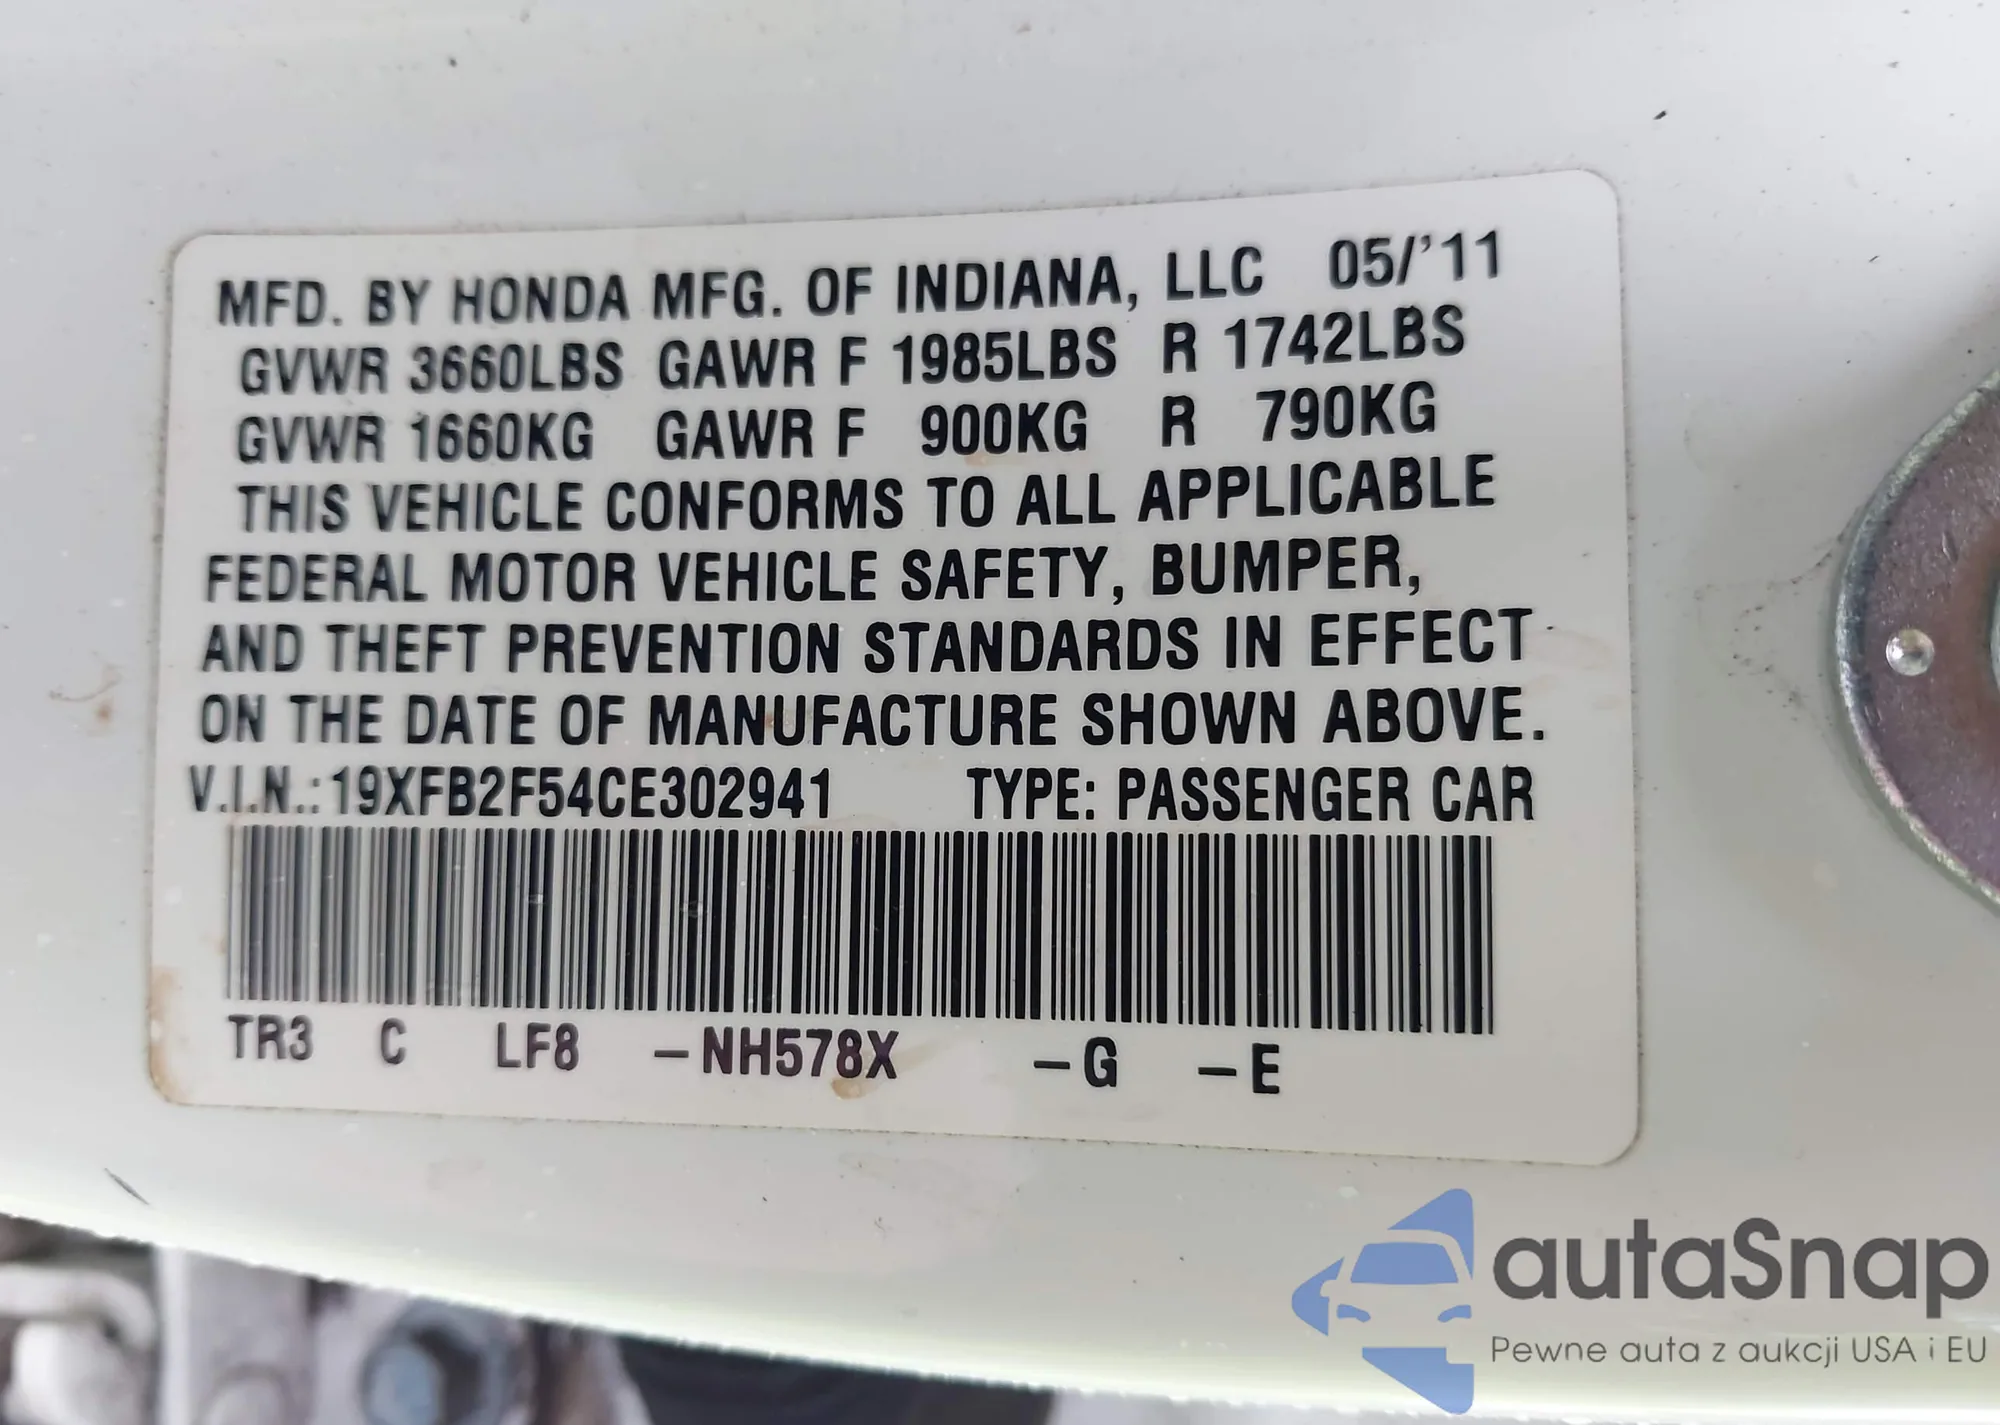 MFD. BY HONDA MFG. OF INDIANA, LLC 05/'11
GVWR 3660LBS GAWR F 1985LBS R 1742LBS
GVWR 1660KG GAWR F 900KG R 790KG
THIS VEHICLE CONFORMS TO ALL APPLICABLE
FEDERAL MOTOR VEHICLE SAFETY, BUMPER,
AND THEFT PREVENTION STANDARDS IN EFFECT
ON THE DATE OF MANUFACTURE SHOWN ABOVE.
V.I.N.: 19XFB2F54CE302941 TYPE: PASSENGER CAR
TR3 C LF8 –NH578X –G –E
autaSnap
Pewne auta z aukcji USA i EU